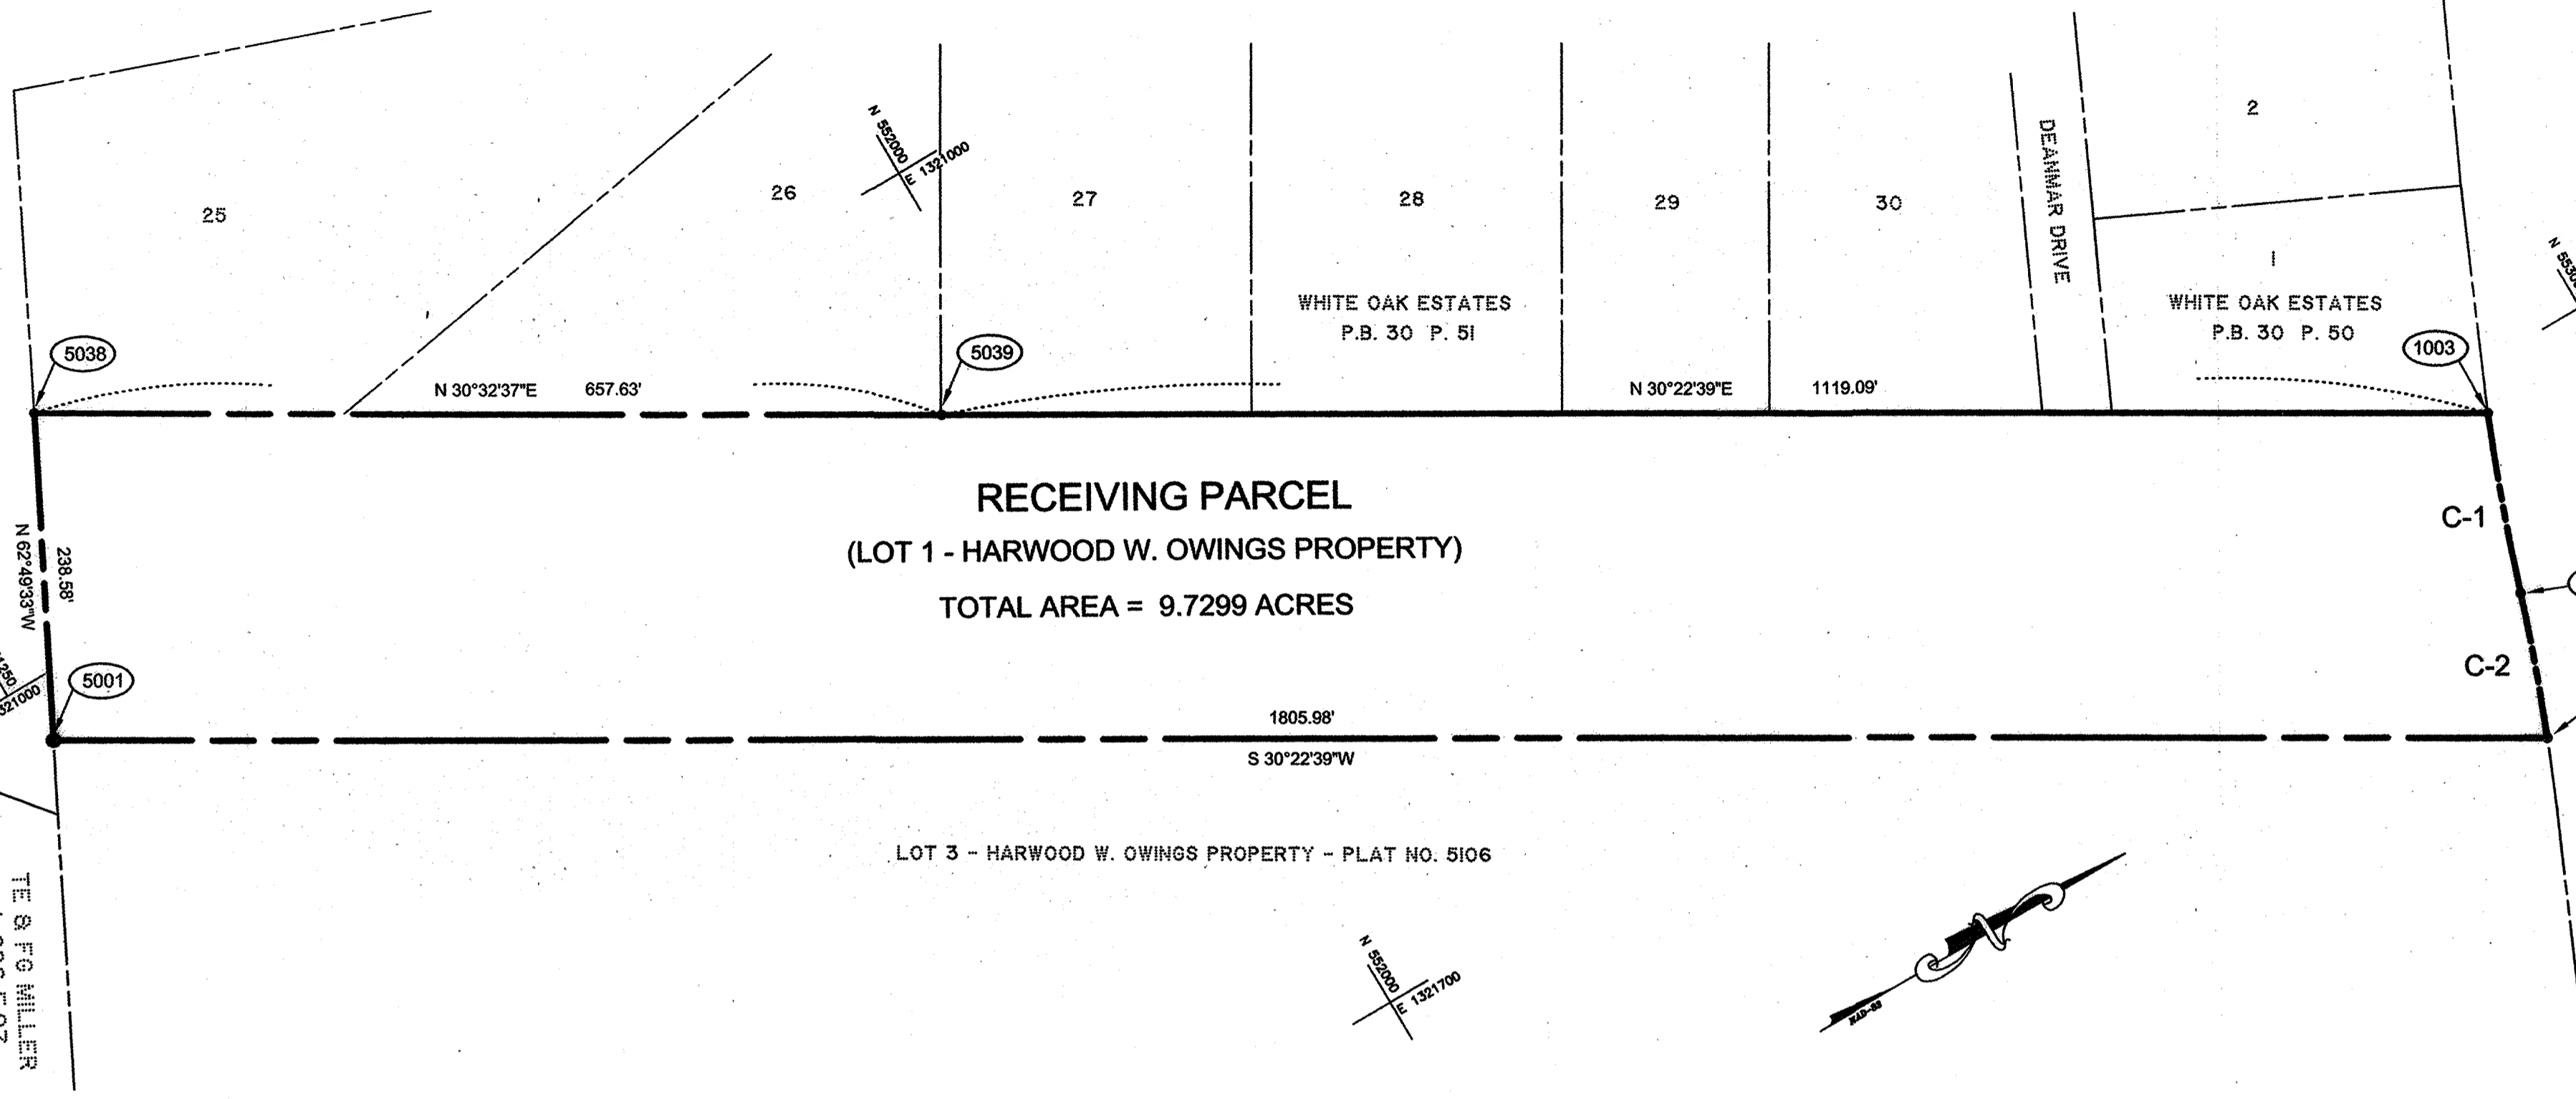 25
26
27
28
29
30
2
1
N 552000
E 1321000
DEANMAR DRIVE
WHITE OAK ESTATES
P.B. 30 P. 51
WHITE OAK ESTATES
P.B. 30 P. 50
5038
5039
1003
N 30°32'37"E 657.63'
N 30°22'39"E 1119.09'
RECEIVING PARCEL
(LOT 1 - HARWOOD W. OWINGS PROPERTY)
TOTAL AREA = 9.7299 ACRES
C-1
C-2
238.58'
N 62°49'33"W
5001
1805.98'
S 30°22'39"W
LOT 3 - HARWOOD W. OWINGS PROPERTY - PLAT NO. 5106
TE & FG MILLER
N 552000
E 1321700
NAD-83